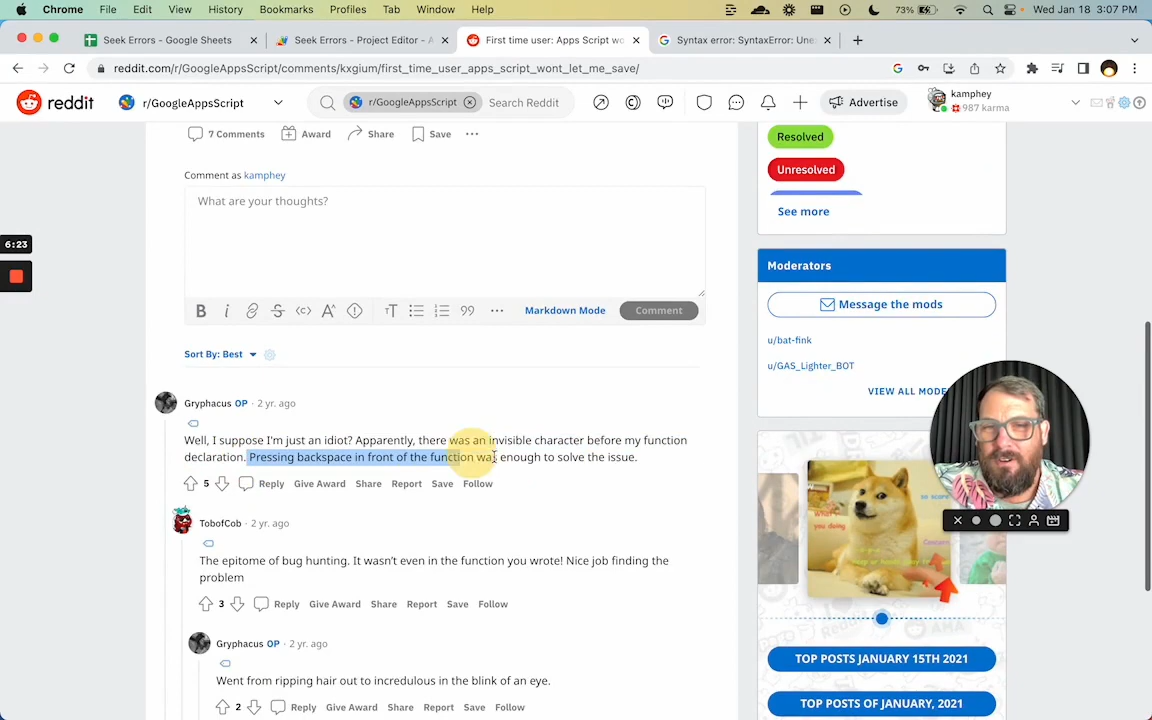 Chrome File Edit View History Bookmarks Profiles Tab Window Help 73% Wed Jan 18 3:07 PM
Seek Errors - Google Sheets
Seek Errors - Project Editor - A
First time user: Apps Script wo
Syntax error: SyntaxError: Une
reddit.com/r/GoogleAppsScript/comments/kxgium/first_time_user_apps_script_wont_let_me_save/
reddit r/GoogleAppsScript r/GoogleAppsScript Search Reddit Advertise kamphey
987 karma
7 Comments Award Share Save
Comment as kamphey
What are your thoughts?
Markdown Mode Comment
Sort By: Best
Gryphacus OP · 2 yr. ago
Well, I suppose I'm just an idiot? Apparently, there was an invisible character before my function
declaration. Pressing backspace in front of the function was enough to solve the issue.
5 Reply Give Award Share Report Save Follow
TobofCob · 2 yr. ago
The epitome of bug hunting. It wasn't even in the function you wrote! Nice job finding the
problem
3 Reply Give Award Share Report Save Follow
Gryphacus OP · 2 yr. ago
Went from ripping hair out to incredulous in the blink of an eye.
2 Reply Give Award Share Report Save Follow
6:23
Resolved
Unresolved
See more
Moderators
Message the mods
u/bat-fink
u/GAS_Lighter_BOT
VIEW ALL MODE
TOP POSTS JANUARY 15TH 2021
TOP POSTS OF JANUARY, 2021